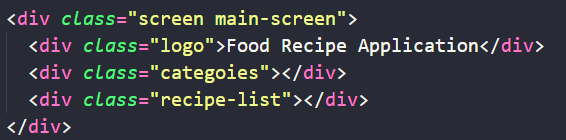 <div class="screen main-screen">
<div class="logo">Food Recipe Application</div>
<div class="categoies"></div>
<div class="recipe-list"></div>
</div>